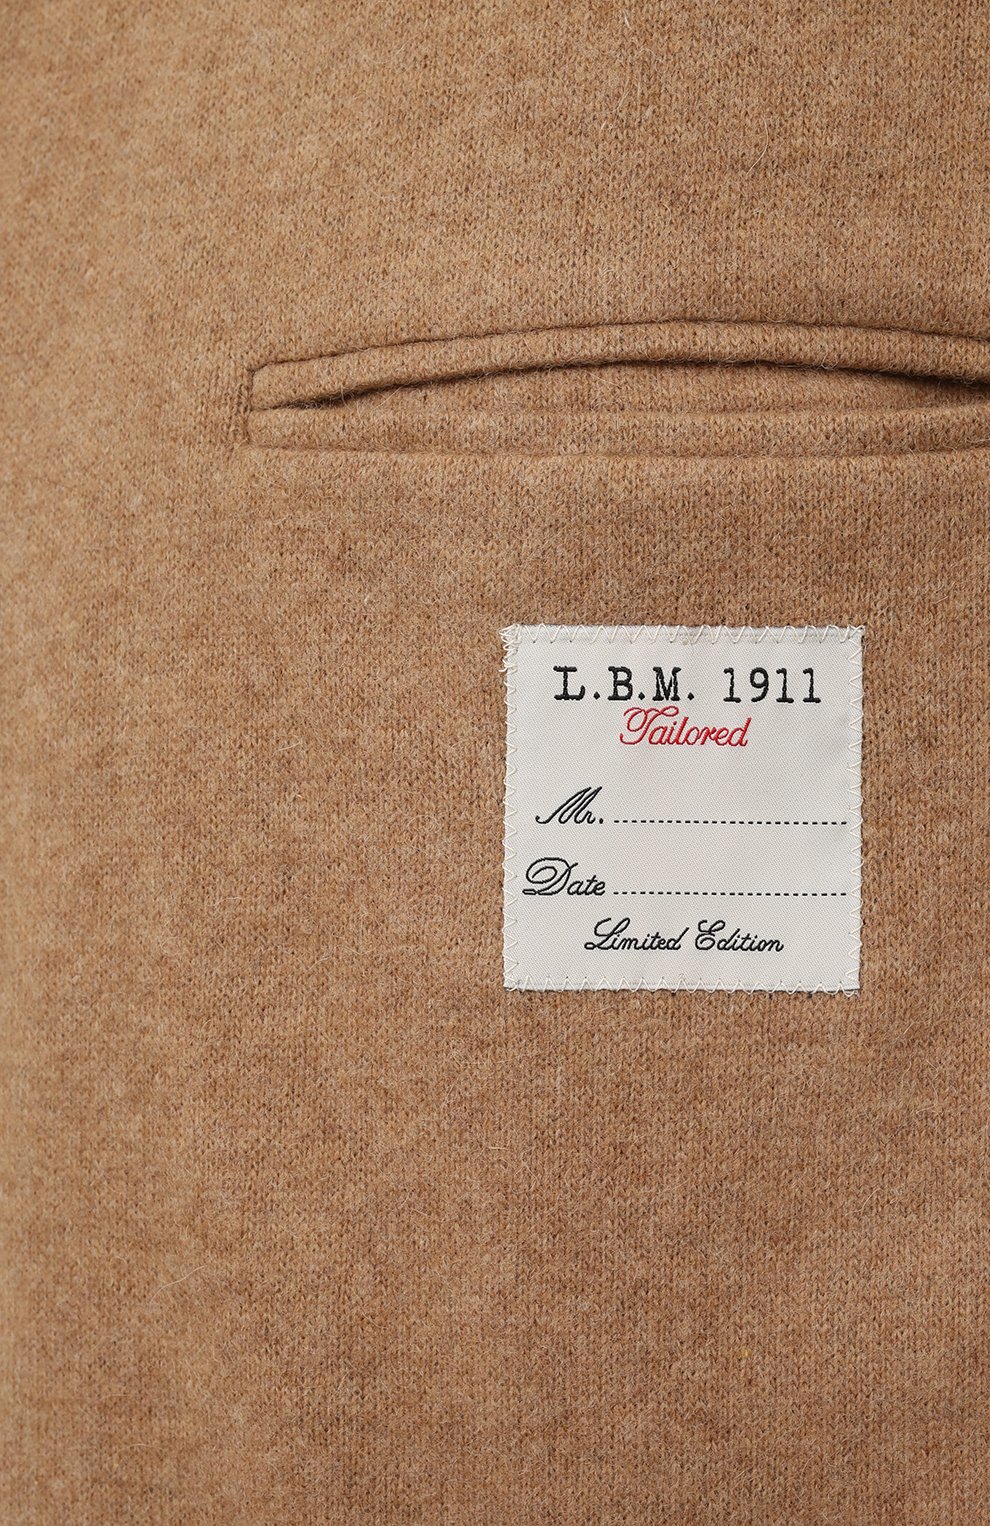 L.B.M. 1911
Tailored
Mr.
Date
Limited Edition